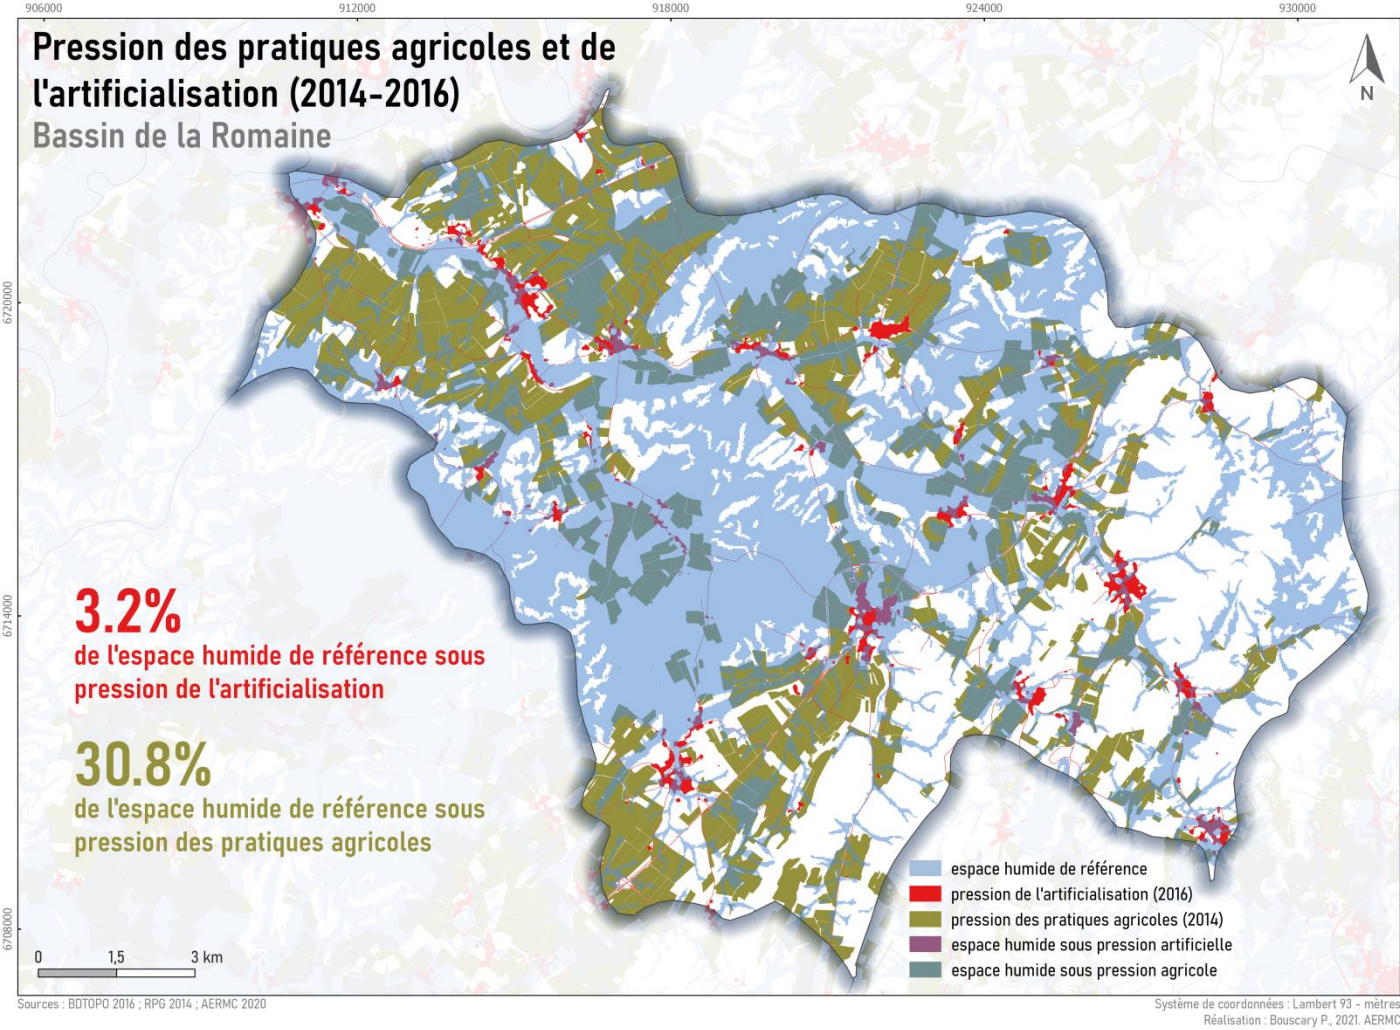 906000
912000
918000
924000
930000
Pression des pratiques agricoles et de
l'artificialisation (2014-2016)
Bassin de la Romaine
N
6720000
6714000
6708000
3.2%
de l'espace humide de référence sous
pression de l'artificialisation
30.8%
de l'espace humide de référence sous
pression des pratiques agricoles
espace humide de référence
pression de l'artificialisation (2016)
pression des pratiques agricoles (2014)
espace humide sous pression artificielle
espace humide sous pression agricole
0 1,5 3 km
Sources : BDTOPO 2016 ; RPG 2014 ; AERMC 2020
Système de coordonnées : Lambert 93 - mètres
Réalisation : Bouscary P., 2021. AERMC